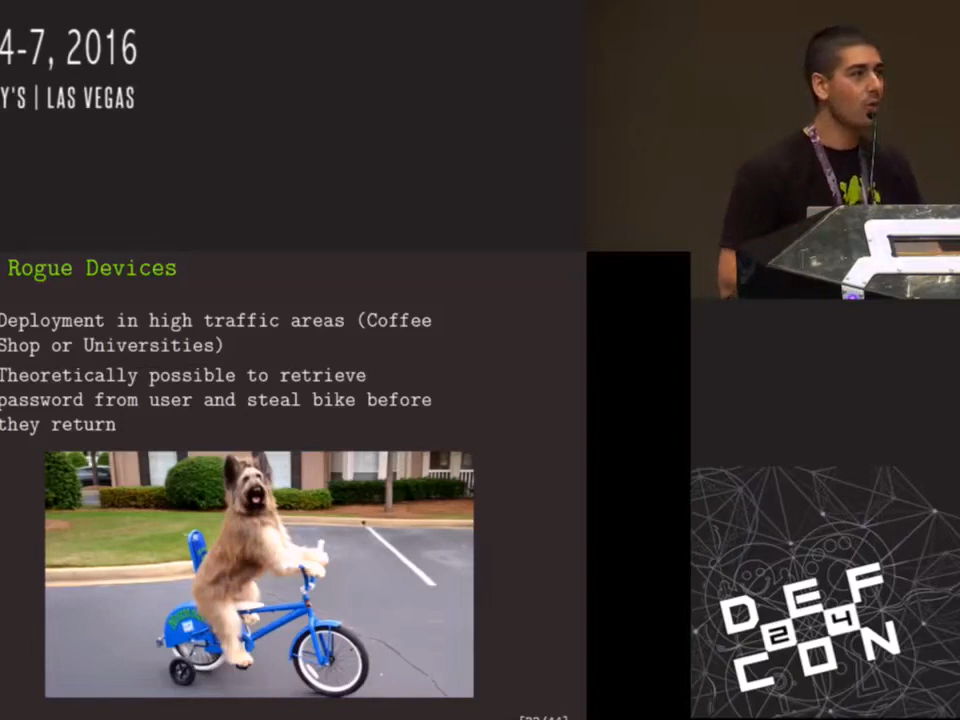 4-7, 2016
Y'S | LAS VEGAS
Rogue Devices
Deployment in high traffic areas (Coffee
Shop or Universities)
Theoretically possible to retrieve
password from user and steal bike before
they return
DEF
24
CON